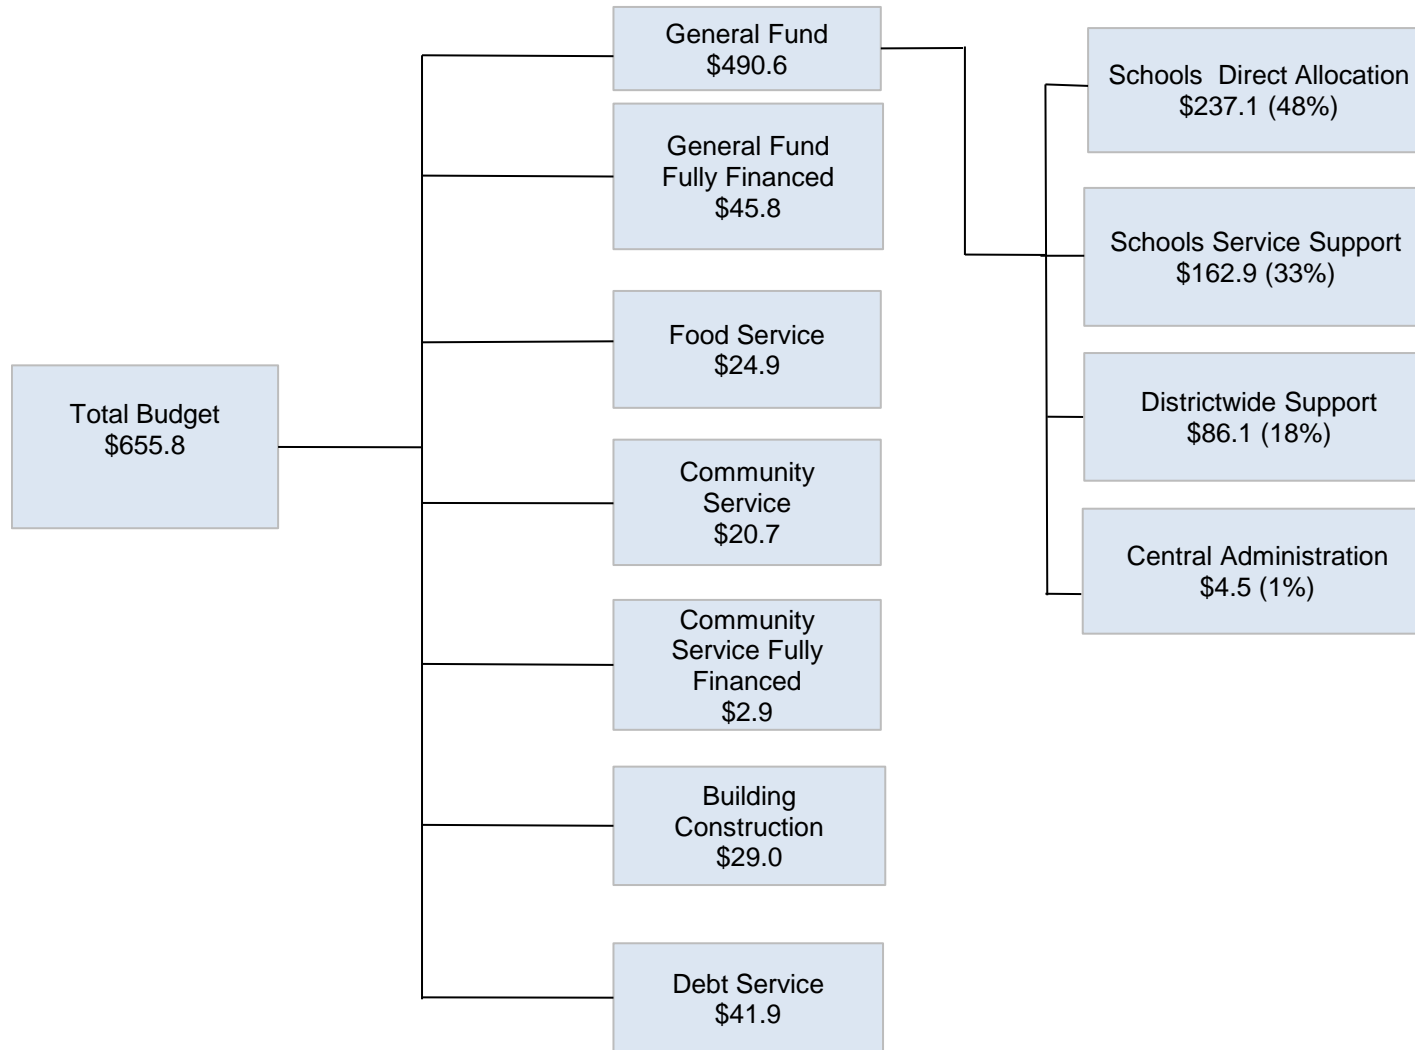 Total Budget
$655.8
General Fund
$490.6
General Fund
Fully Financed
$45.8
Food Service
$24.9
Community
Service
$20.7
Community
Service Fully
Financed
$2.9
Building
Construction
$29.0
Debt Service
$41.9
Schools  Direct Allocation
$237.1 (48%)
Schools Service Support
$162.9 (33%)
Districtwide Support
$86.1 (18%)
Central Administration
$4.5 (1%)